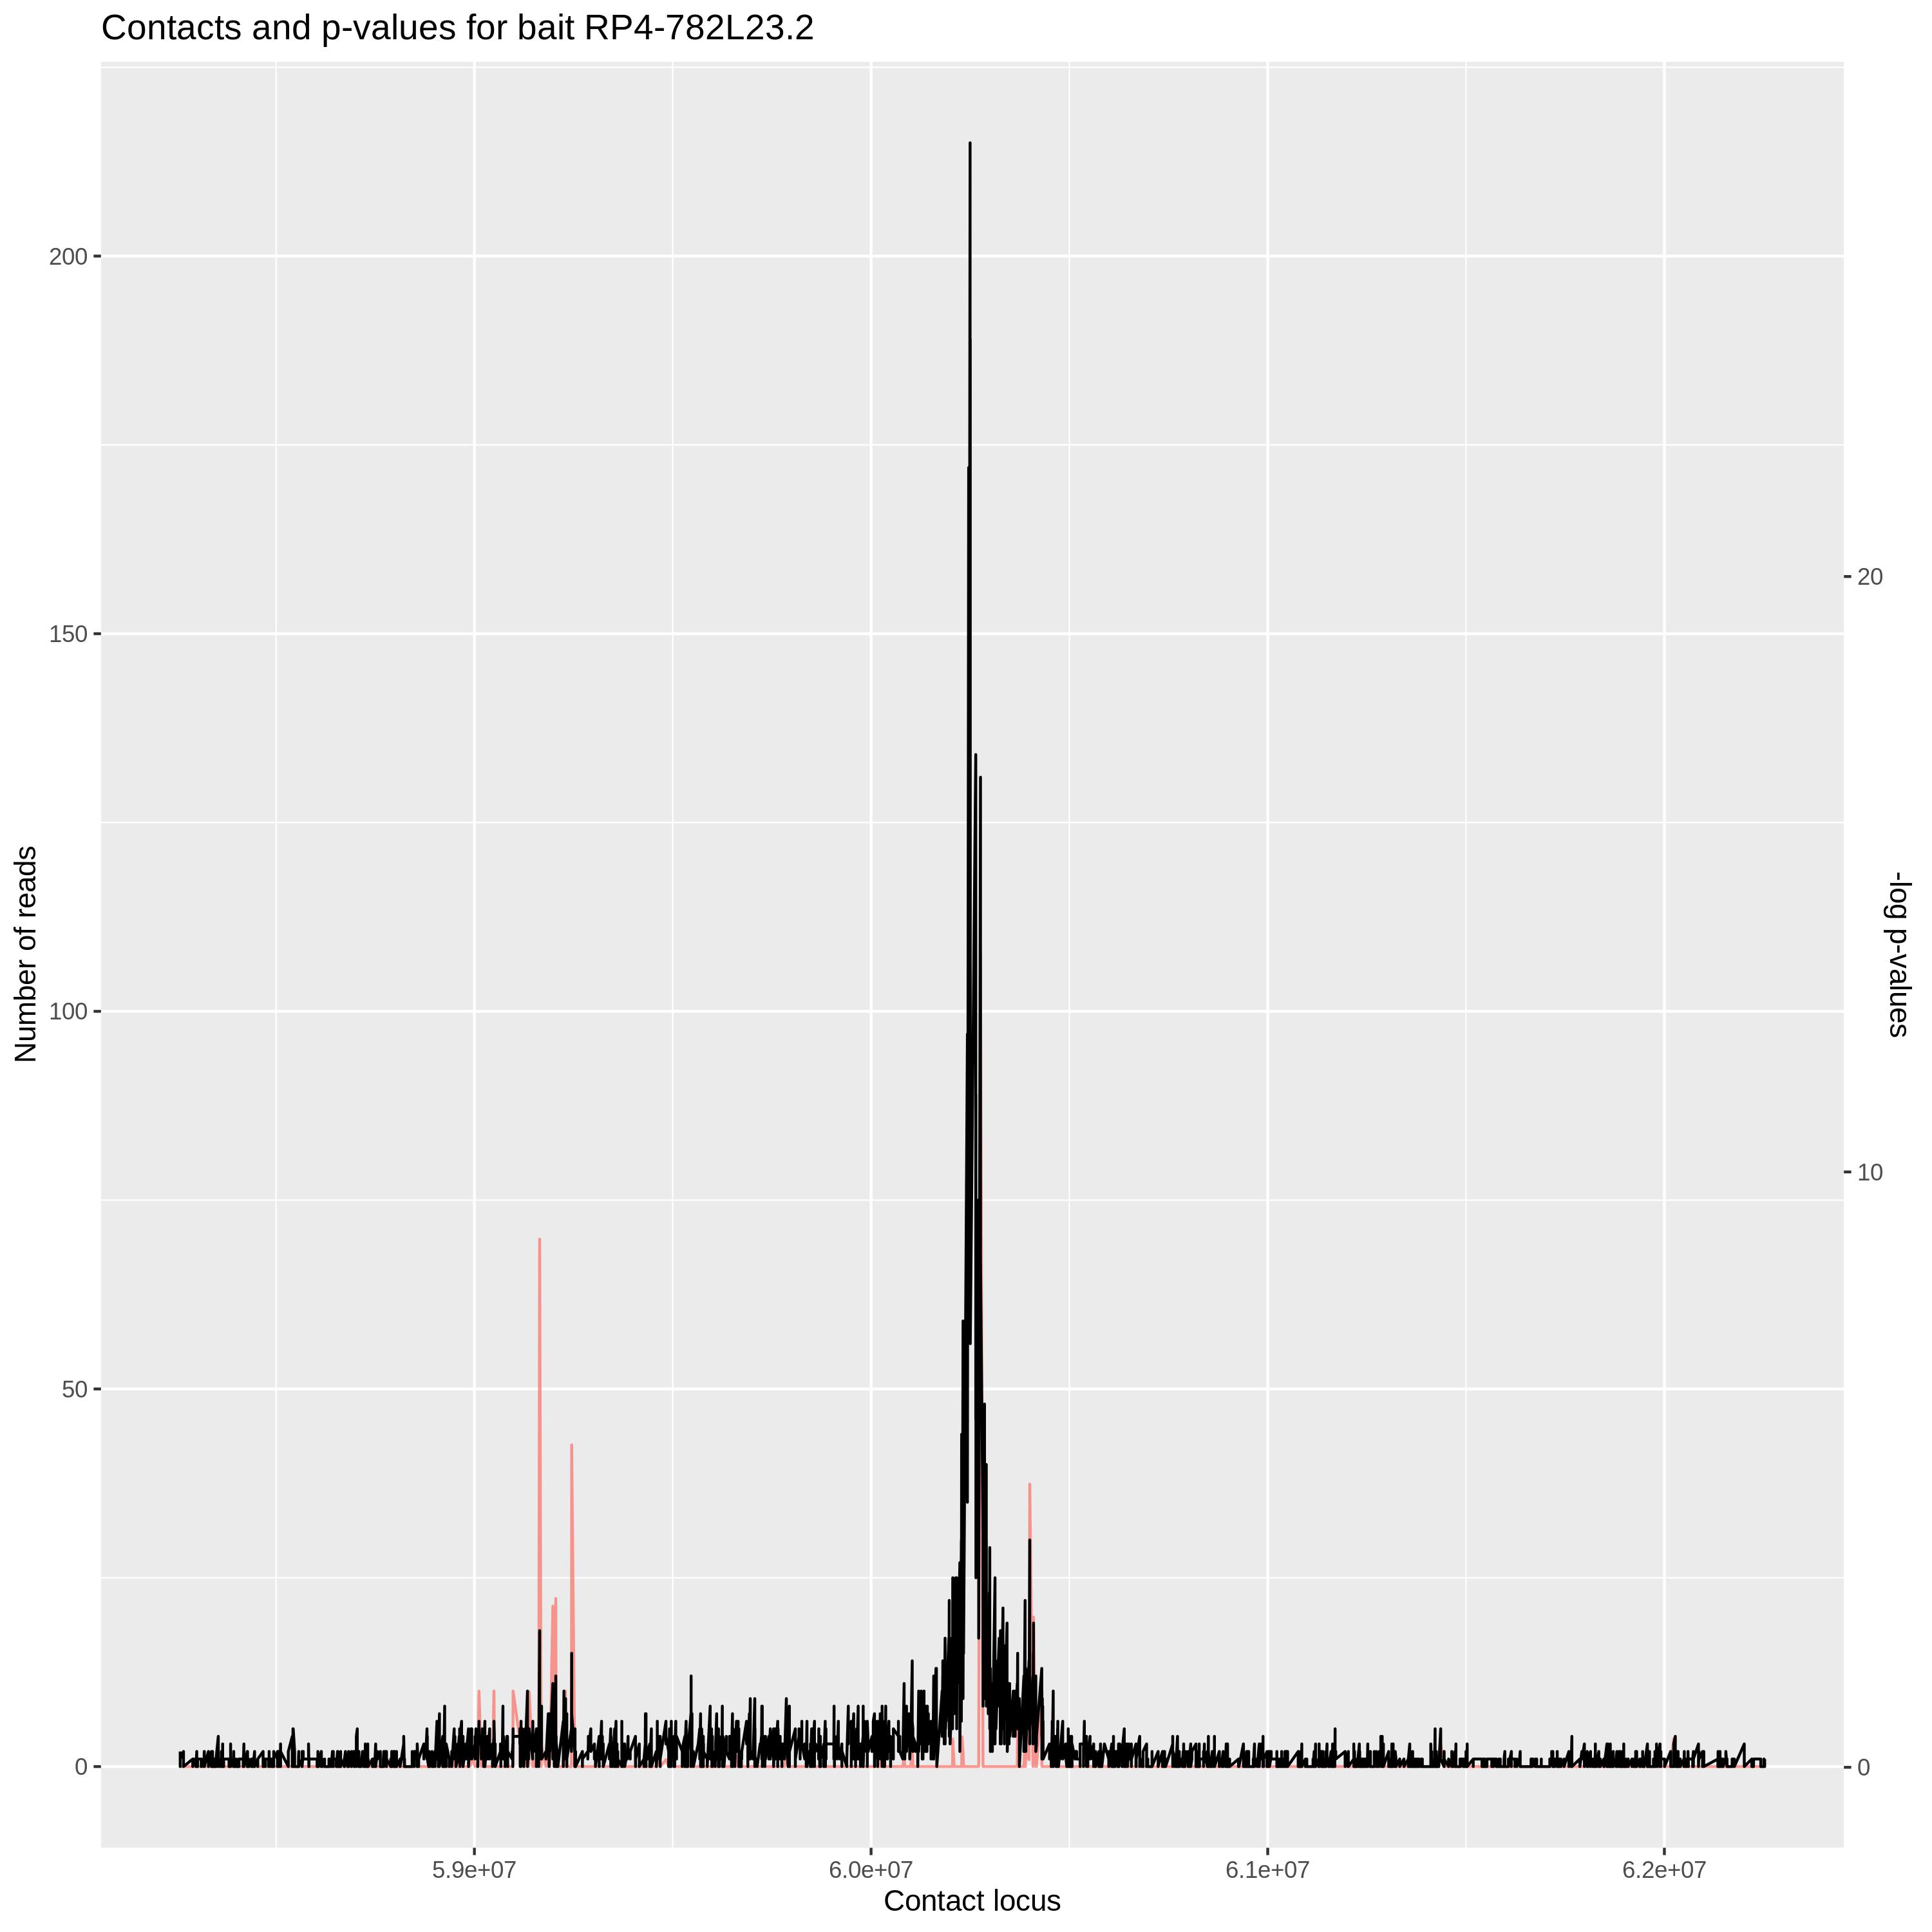 Contacts and p-values for bait RP4-782L23.2
200
150
100
50
0
Number of reads
20
10
0
-log p-values
5.9e+07
6.0e+07
6.1e+07
6.2e+07
Contact locus